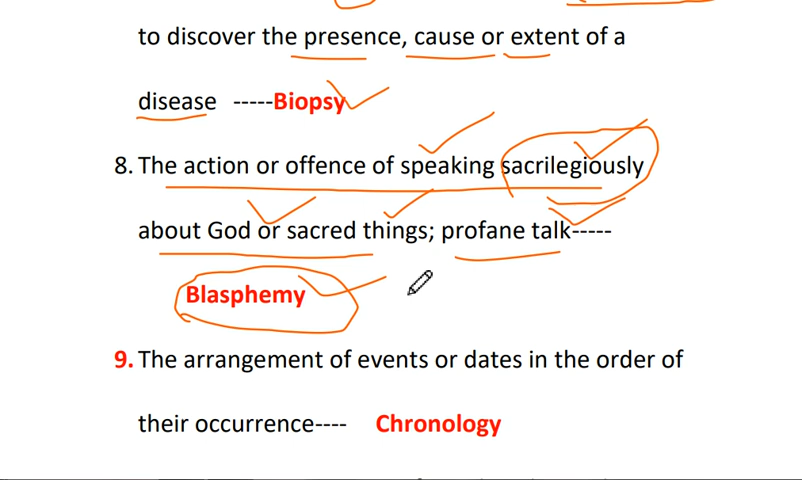 to discover the presence, cause or extent of a
disease -----Biopsy
8. The action or offence of speaking sacrilegiously
about God or sacred things; profane talk-----
Blasphemy
9. The arrangement of events or dates in the order of
their occurrence---- Chronology